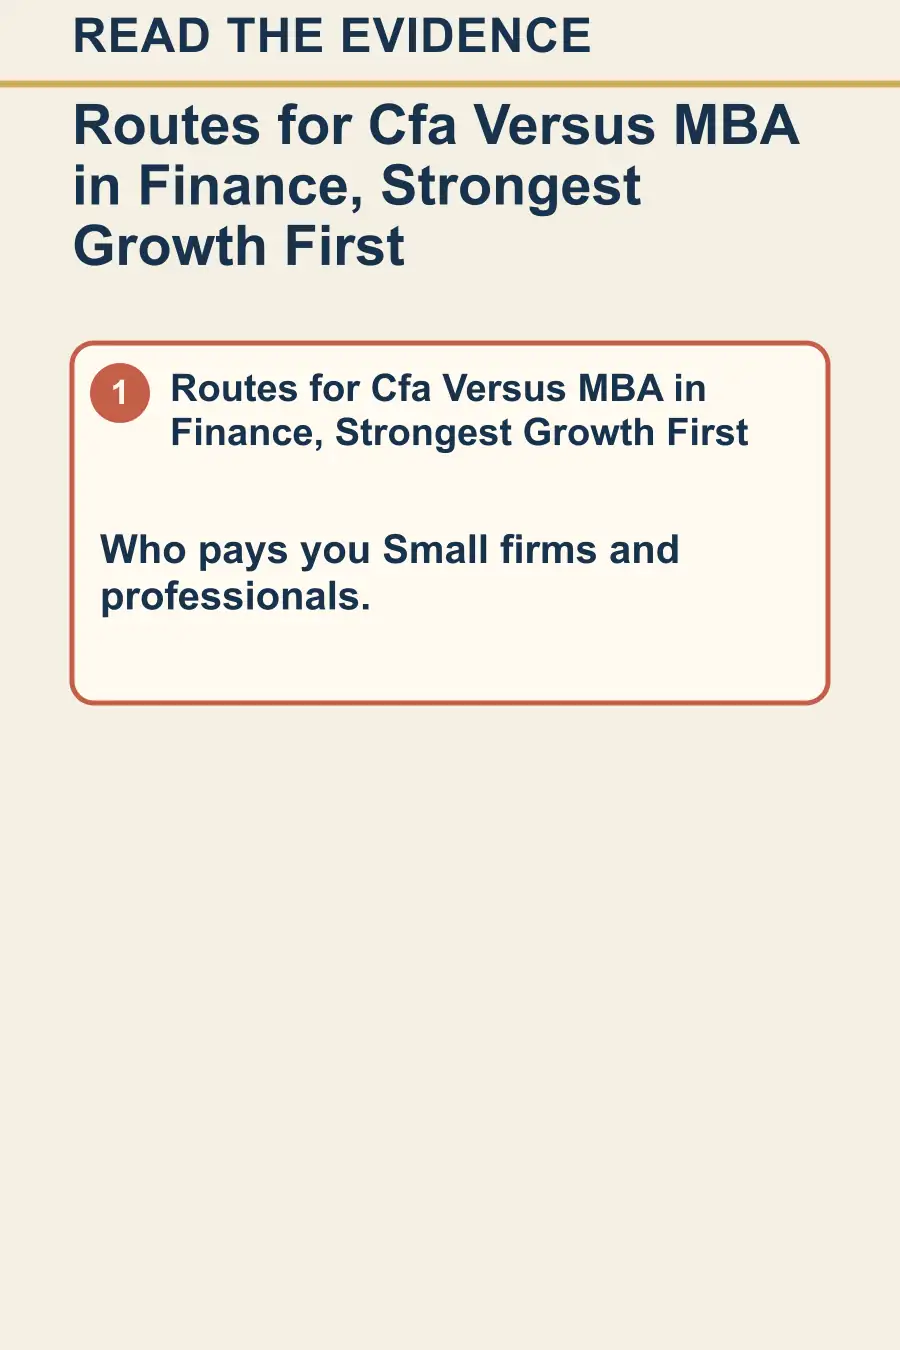 READ THE EVIDENCE
Routes for Cfa Versus MBA
in Finance, Strongest
Growth First
1
Routes for Cfa Versus MBA in
Finance, Strongest Growth First
Who pays you Small firms and
professionals.